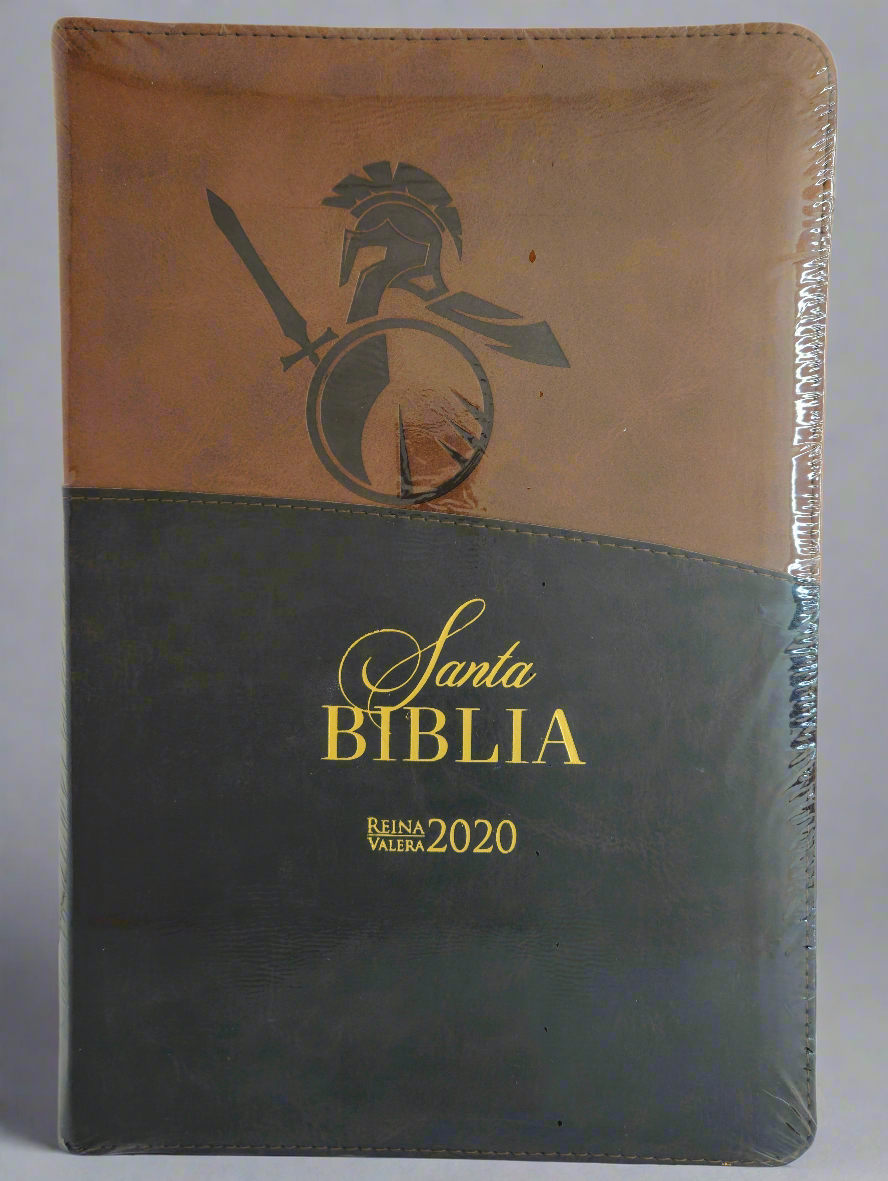 Santa
BIBLIA
REINA
VALERA 2020